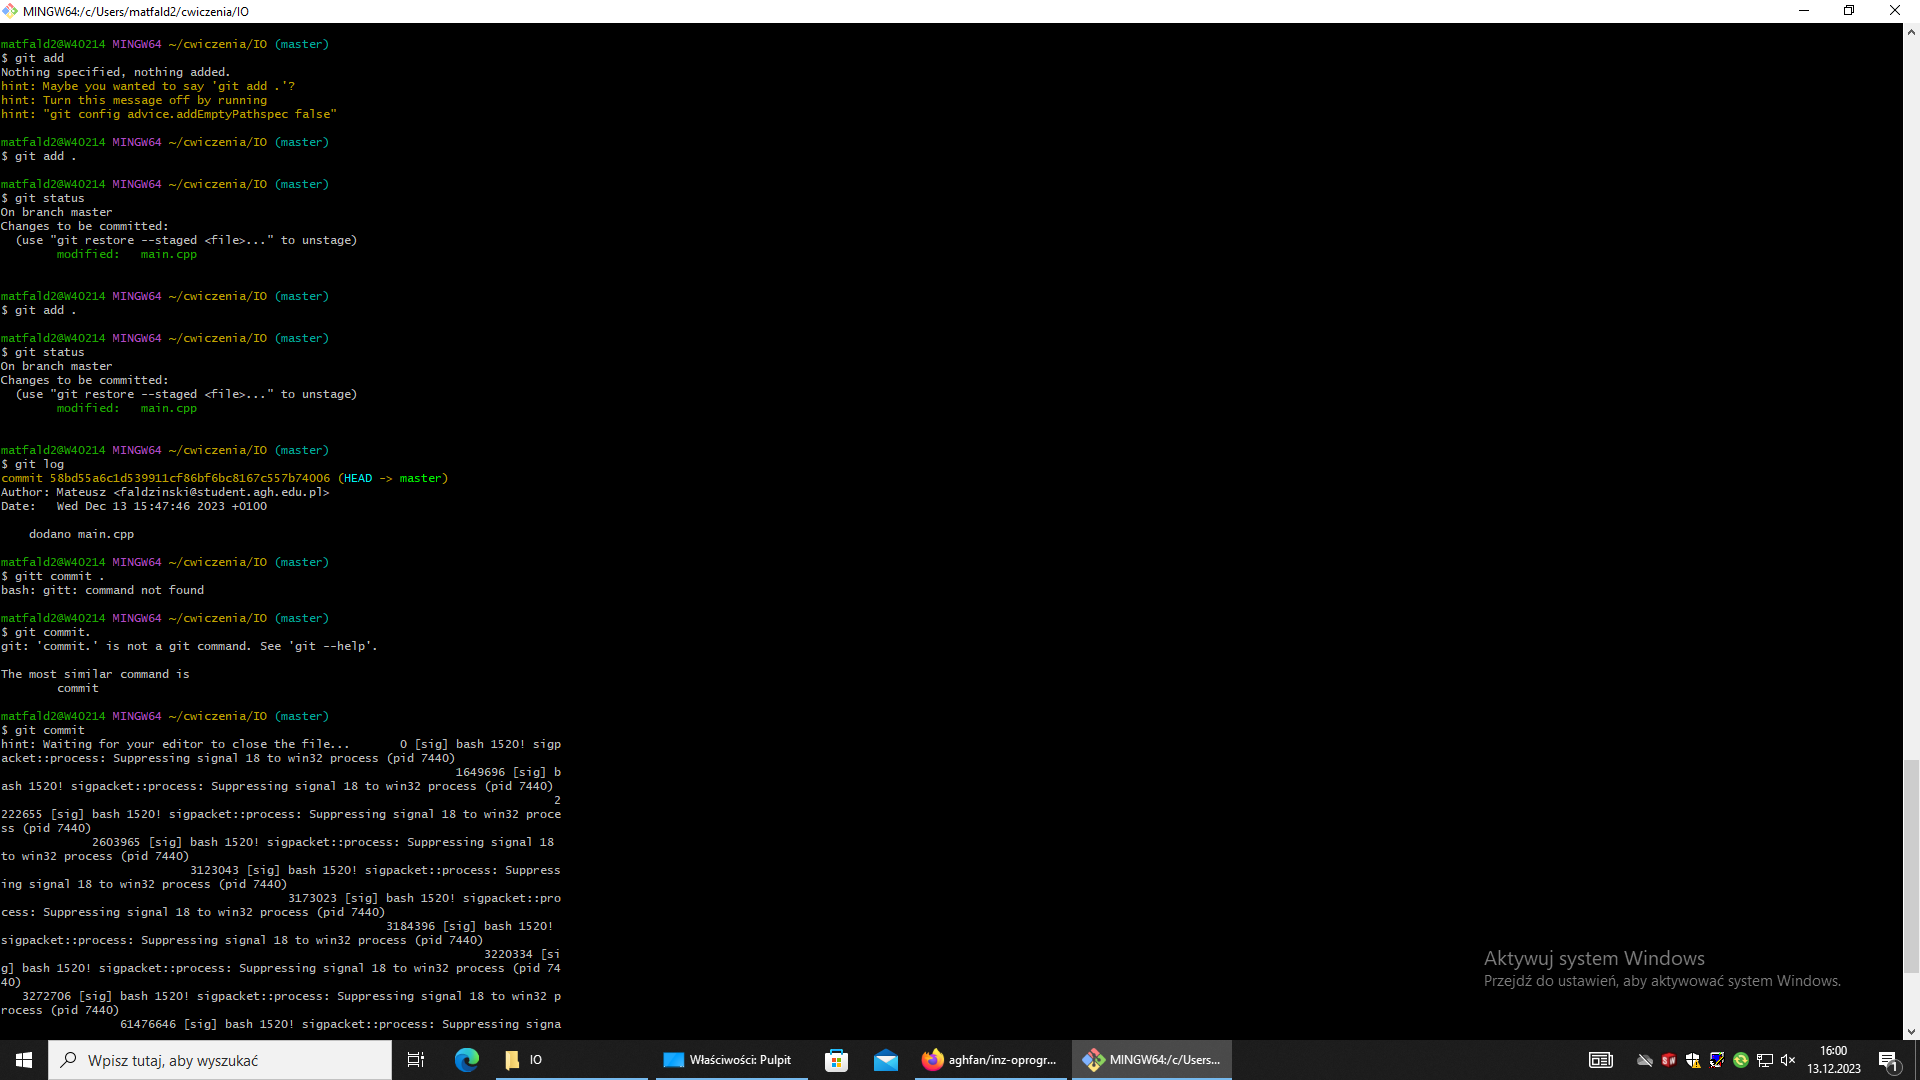 MINGW64:/c/Users/matfald2/cwiczenia/IO
matfald2@W40214 MINGW64 ~/cwiczenia/IO (master)
$ git add
Nothing specified, nothing added.
hint: Maybe you wanted to say 'git add .'?
hint: Turn this message off by running
hint: "git config advice.addEmptyPathspec false"
matfald2@W40214 MINGW64 ~/cwiczenia/IO (master)
$ git add .
matfald2@W40214 MINGW64 ~/cwiczenia/IO (master)
$ git status
On branch master
Changes to be committed:
  (use "git restore --staged <file>..." to unstage)
        modified:   main.cpp
matfald2@W40214 MINGW64 ~/cwiczenia/IO (master)
$ git add .
matfald2@W40214 MINGW64 ~/cwiczenia/IO (master)
$ git status
On branch master
Changes to be committed:
  (use "git restore --staged <file>..." to unstage)
        modified:   main.cpp
matfald2@W40214 MINGW64 ~/cwiczenia/IO (master)
$ git log
commit 58bd55a6c1d539911cf86bf6bc8167c557b74006 (HEAD -> master)
Author: Mateusz <faldzinski@student.agh.edu.pl>
Date:   Wed Dec 13 15:47:46 2023 +0100
    dodano main.cpp
matfald2@W40214 MINGW64 ~/cwiczenia/IO (master)
$ gitt commit .
bash: gitt: command not found
matfald2@W40214 MINGW64 ~/cwiczenia/IO (master)
$ git commit.
git: 'commit.' is not a git command. See 'git --help'.
The most similar command is
        commit
matfald2@W40214 MINGW64 ~/cwiczenia/IO (master)
$ git commit
hint: Waiting for your editor to close the file...       0 [sig] bash 1520! sigp
acket::process: Suppressing signal 18 to win32 process (pid 7440)
1649696 [sig] b
ash 1520! sigpacket::process: Suppressing signal 18 to win32 process (pid 7440)
2
222655 [sig] bash 1520! sigpacket::process: Suppressing signal 18 to win32 proce
ss (pid 7440)
2603965 [sig] bash 1520! sigpacket::process: Suppressing signal 18
to win32 process (pid 7440)
3123043 [sig] bash 1520! sigpacket::process: Suppress
ing signal 18 to win32 process (pid 7440)
3173023 [sig] bash 1520! sigpacket::pro
cess: Suppressing signal 18 to win32 process (pid 7440)
3184396 [sig] bash 1520!
sigpacket::process: Suppressing signal 18 to win32 process (pid 7440)
3220334 [si
g] bash 1520! sigpacket::process: Suppressing signal 18 to win32 process (pid 74
40)
3272706 [sig] bash 1520! sigpacket::process: Suppressing signal 18 to win32 p
rocess (pid 7440)
61476646 [sig] bash 1520! sigpacket::process: Suppressing signa
Aktywuj system Windows
Przejdź do ustawień, aby aktywować system Windows.
Wpisz tutaj, aby wyszukać
IO
Właściwości: Pulpit
aghfan/inz-oprogr...
MINGW64:/c/Users...
16:00
13.12.2023
1